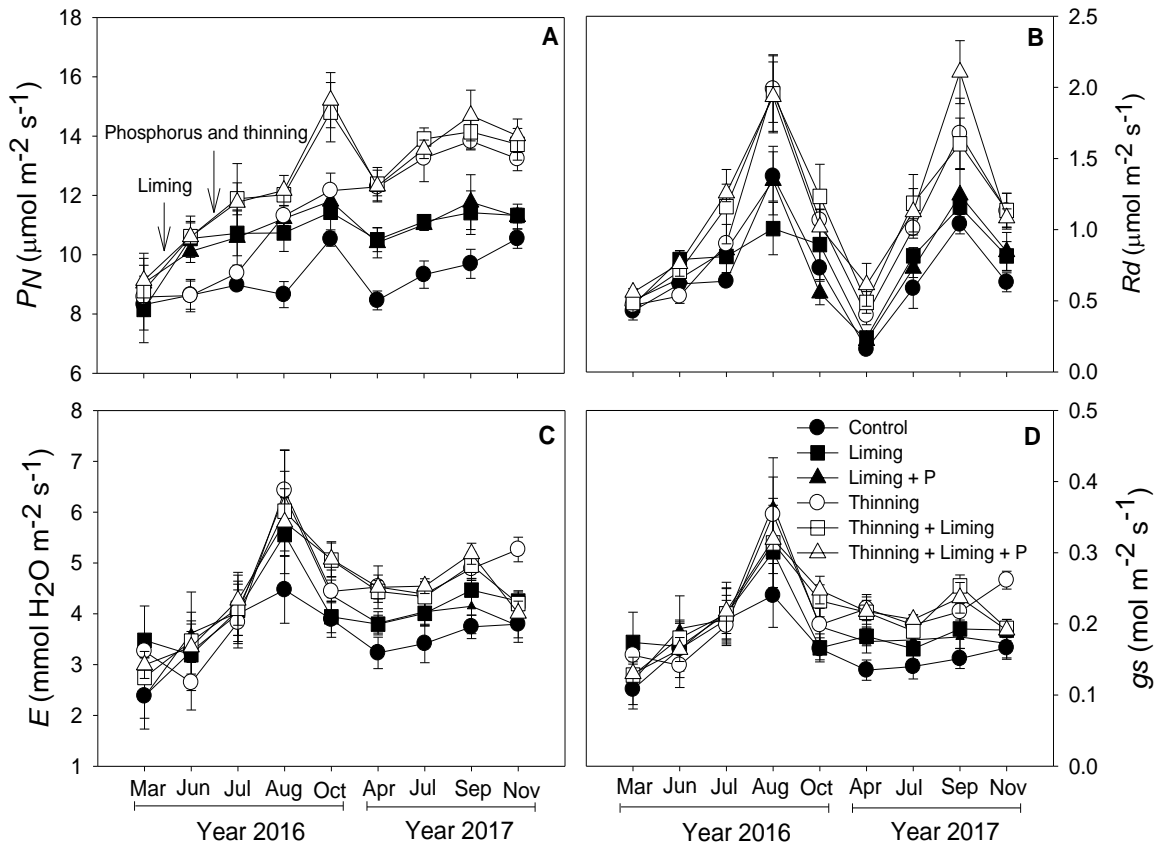 A
18
16
14
12
10
8
6
PN (μmol m-2 s-1)
Phosphorus and thinning
Liming
B
2.5
2.0
1.5
1.0
0.5
0.0
Rd (μmol m-2 s-1)
C
8
7
6
5
4
3
2
1
E (mmol H2O m-2 s-1)
Mar Jun Jul Aug Oct Apr Jul Sep Nov
Year 2016 Year 2017
D
Control
Liming
Liming + P
Thinning
Thinning + Liming
Thinning + Liming + P
0.5
0.4
0.3
0.2
0.1
0.0
gs (mol m-2 s-1)
Mar Jun Jul Aug Oct Apr Jul Sep Nov
Year 2016 Year 2017